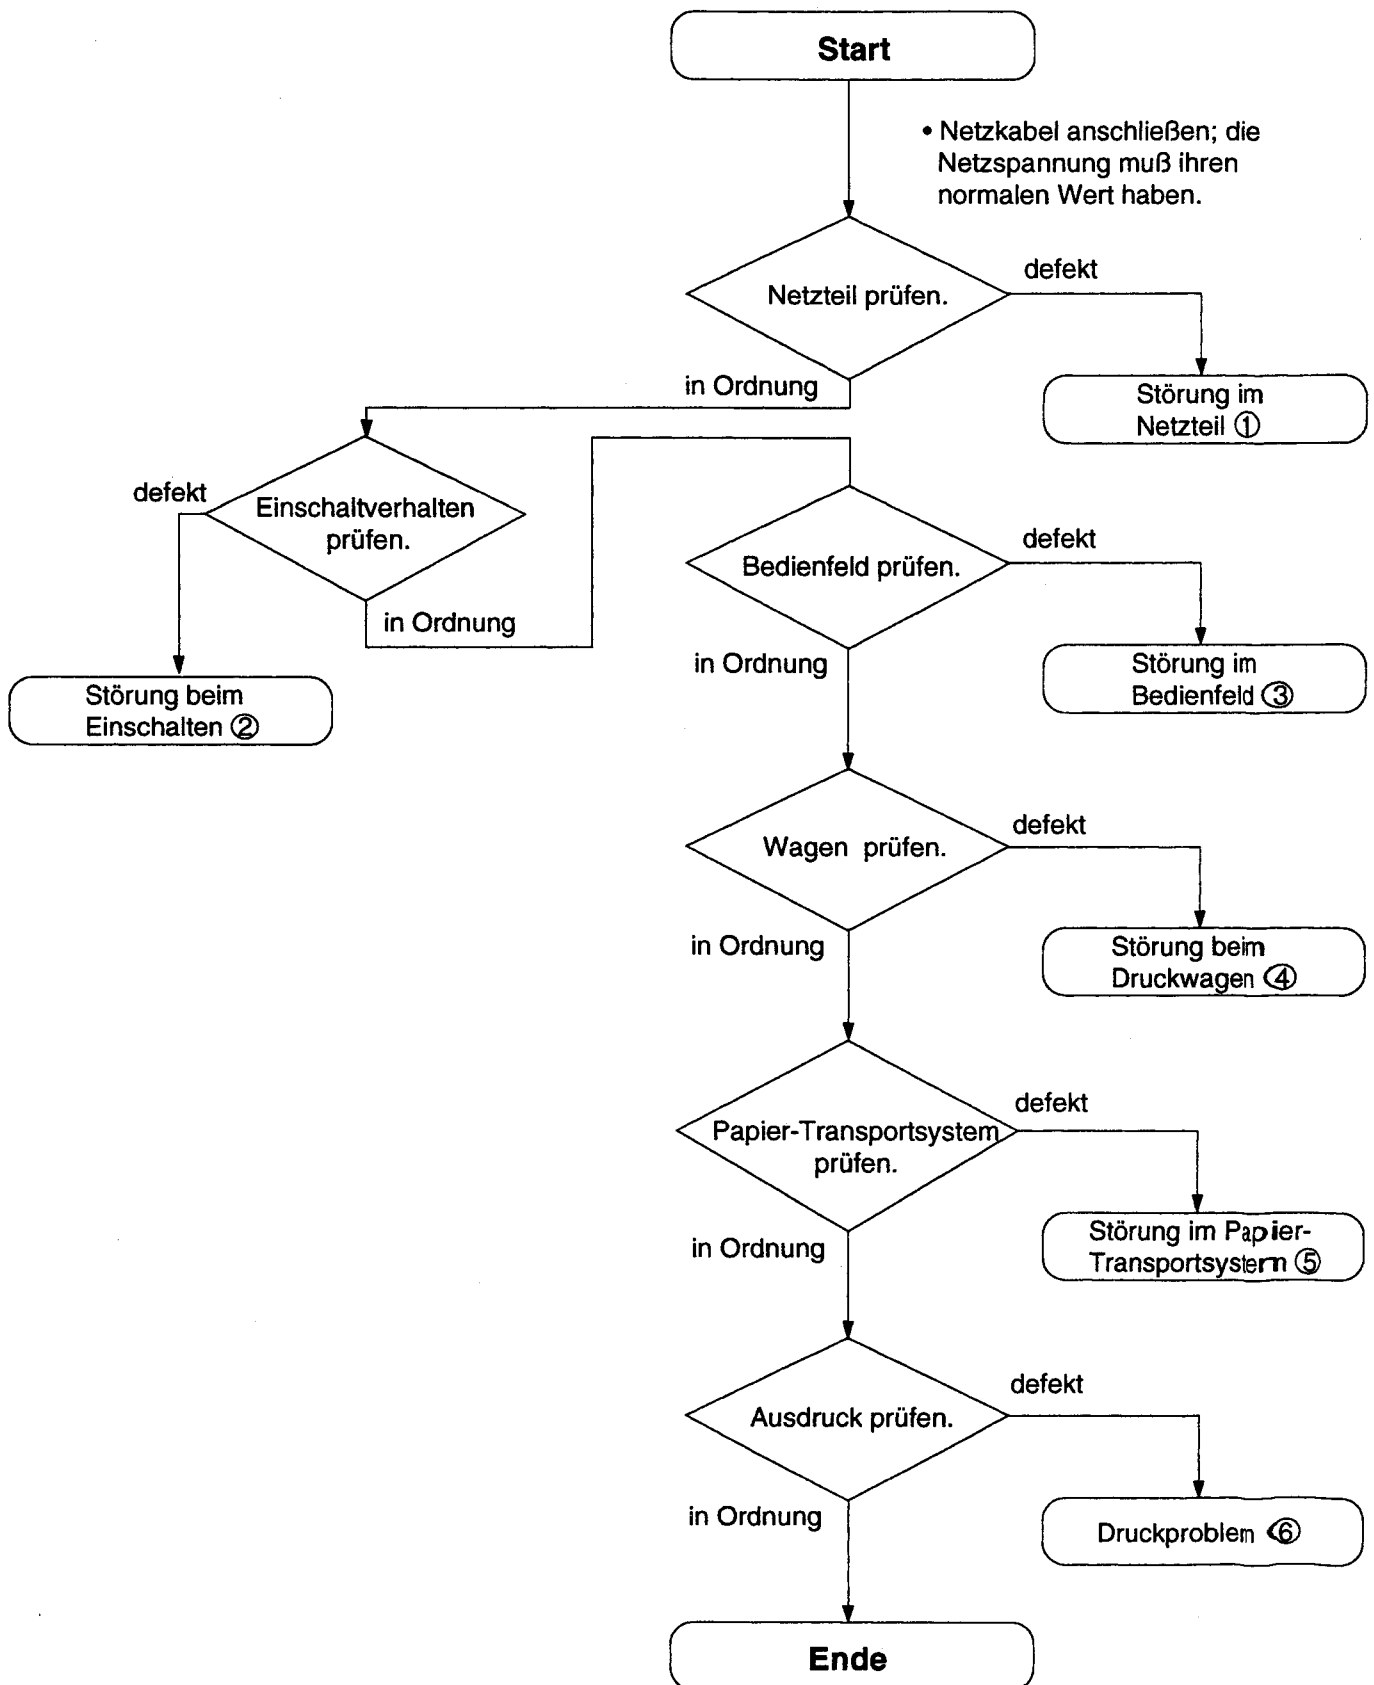 Start
• Netzkabel anschließen; die
Netzspannung muß ihren
normalen Wert haben.
defekt
Netzteil prüfen.
in Ordnung
Störung im
Netzteil ①
defekt
Einschaltverhalten
prüfen.
in Ordnung
Störung beim
Einschalten ②
defekt
Bedienfeld prüfen.
in Ordnung
Störung im
Bedienfeld ③
defekt
Wagen prüfen.
in Ordnung
Störung beim
Druckwagen ④
defekt
Papier-Transportsystem
prüfen.
in Ordnung
Störung im Papier-
Transportsystem ⑤
defekt
Ausdruck prüfen.
in Ordnung
Druckproblem ⑥
Ende